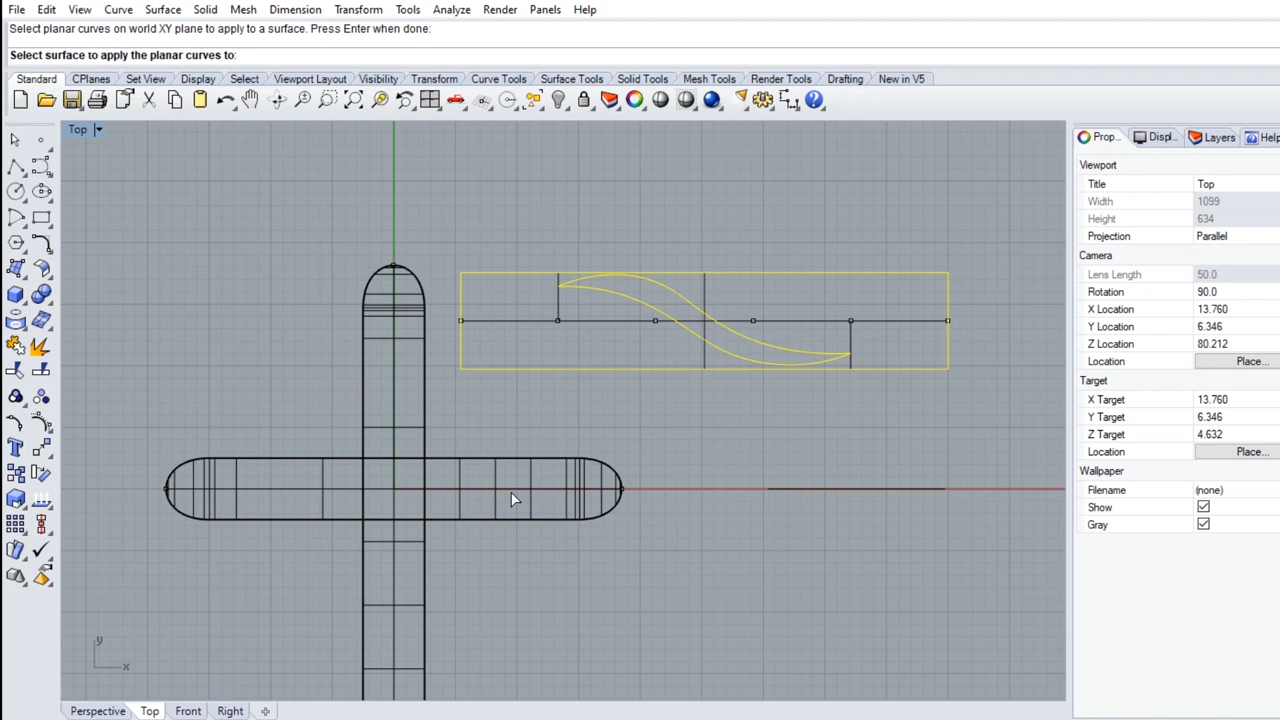 File Edit View Curve Surface Solid Mesh Dimension Transform Tools Analyze Render Panels Help
Select planar curves on world XY plane to apply to a surface. Press Enter when done:
Select surface to apply the planar curves to:
Standard CPlanes Set View Display Select Viewport Layout Visibility Transform Curve Tools Surface Tools Solid Tools Mesh Tools Render Tools Drafting New in V5
Top
Prop... Displ... Layers Help
Viewport
Title Top
Width 1099
Height 634
Projection Parallel
Camera
Lens Length 50.0
Rotation 90.0
X Location 13.760
Y Location 6.346
Z Location 80.212
Location Place...
Target
X Target 13.760
Y Target 6.346
Z Target 4.632
Location Place...
Wallpaper
Filename (none)
Show
Gray
y
x
Perspective Top Front Right